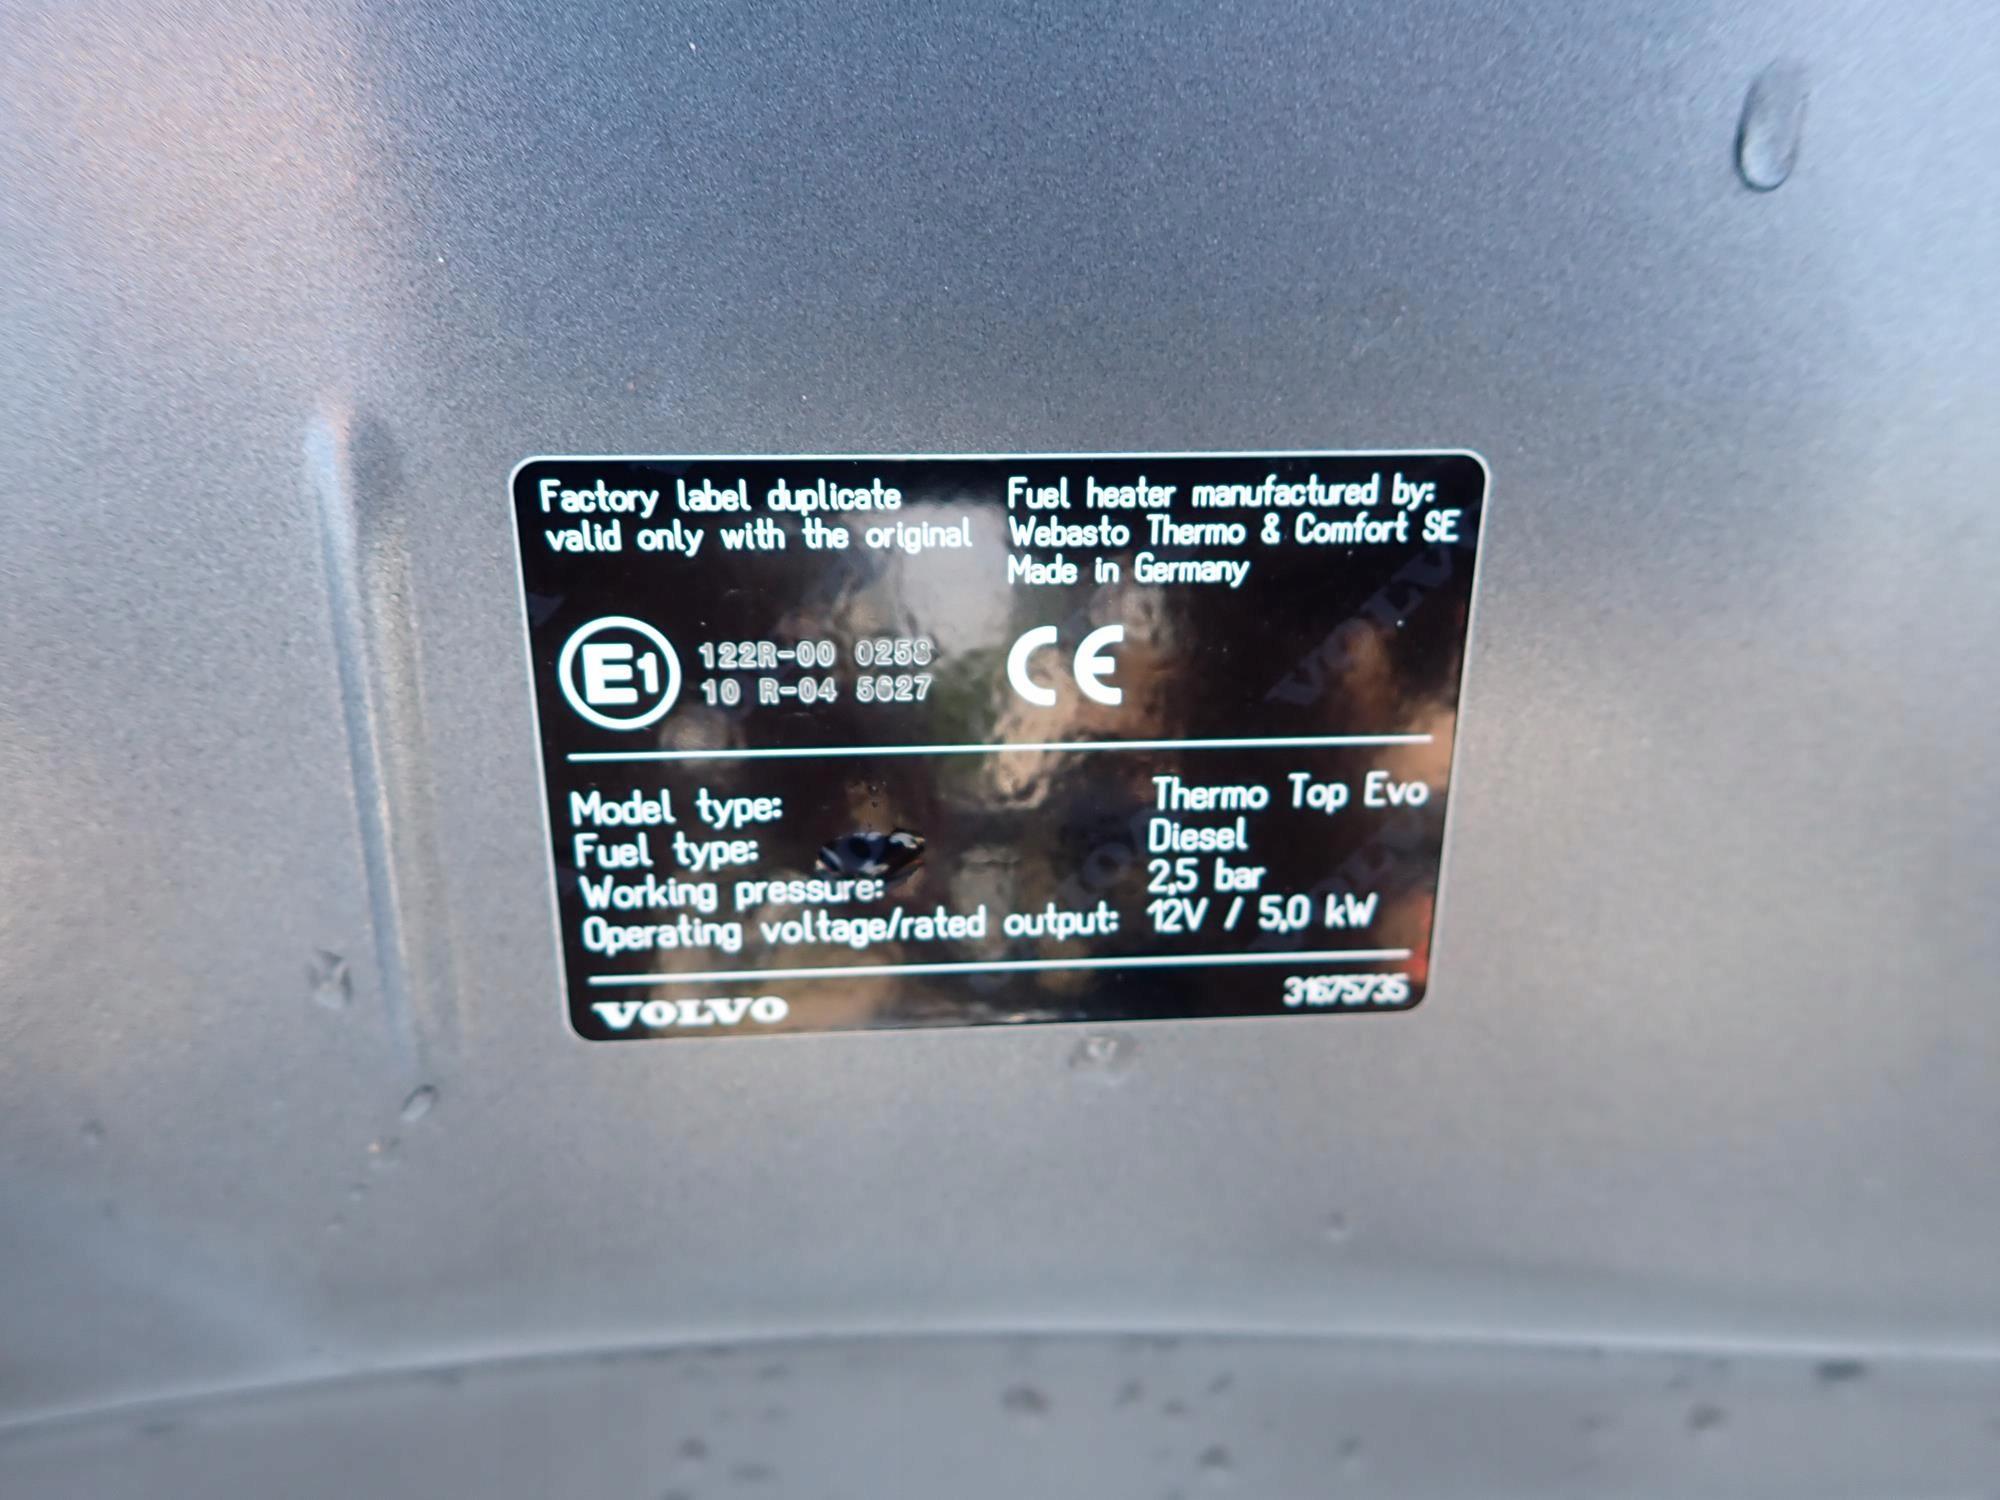 Factory label duplicate
valid only with the original
Fuel heater manufactured by:
Webasto Thermo & Comfort SE
Made in Germany
E1
122R-00 0258
10 R-04 5627
CE
Model type: Thermo Top Evo
Fuel type: Diesel
Working pressure: 2,5 bar
Operating voltage/rated output: 12V / 5,0 kW
VOLVO
31675735